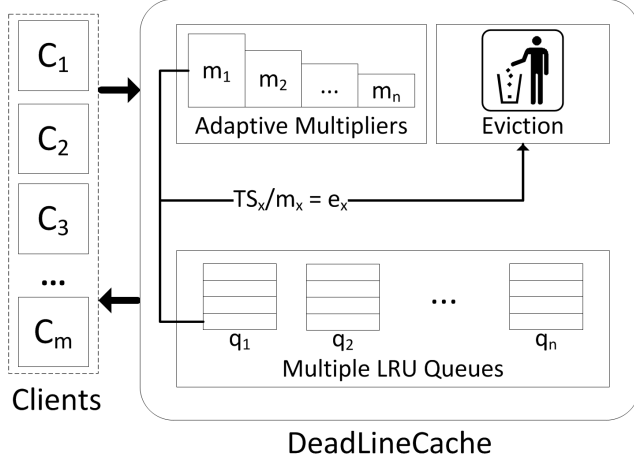 C1
C2
C3
...
Cm
Clients
m1 m2 ... mn
Adaptive Multipliers
Eviction
TSx/mx = ex
...
q1 q2 qn
Multiple LRU Queues
DeadLineCache